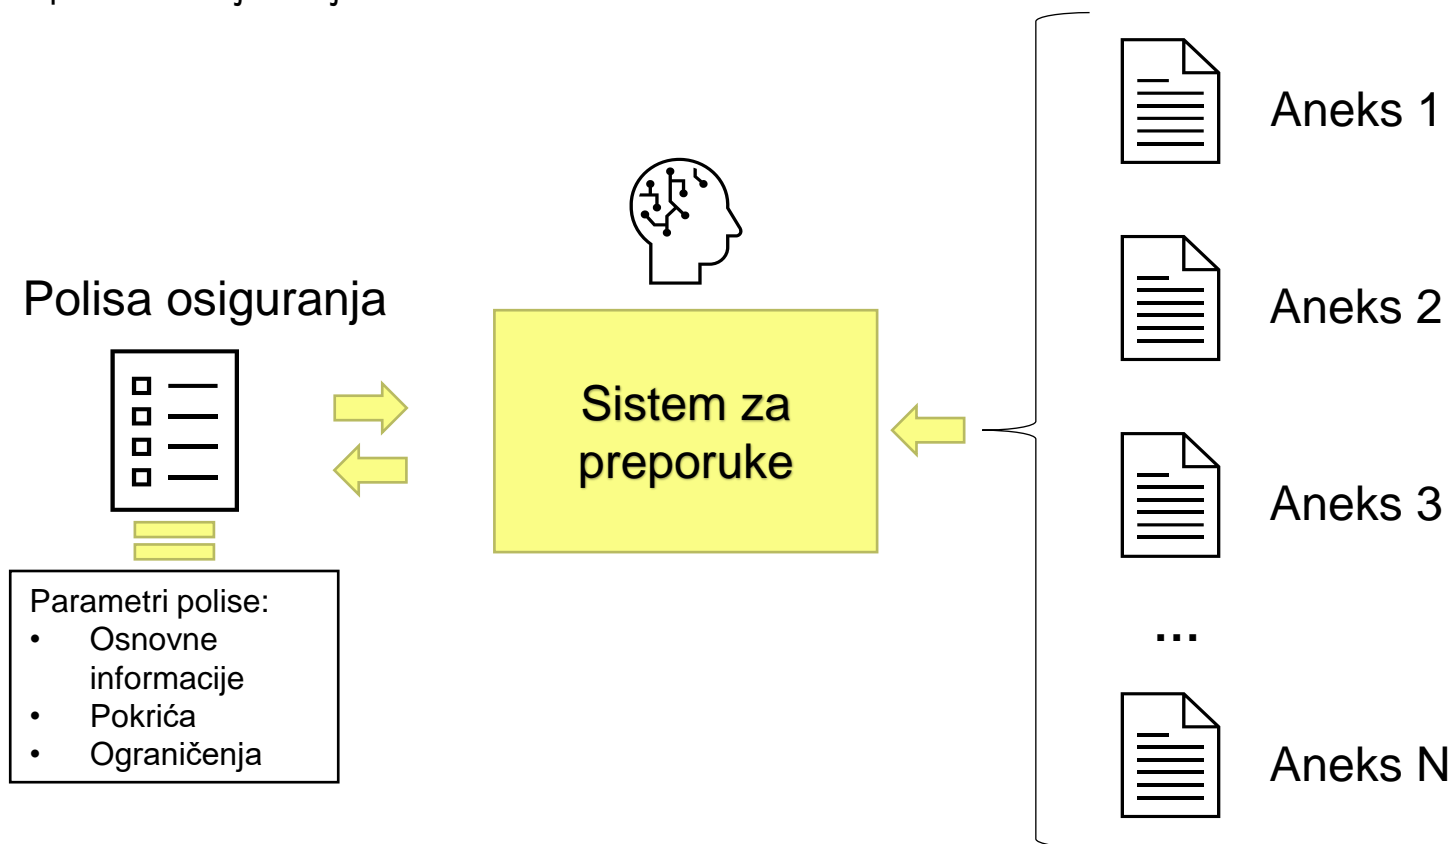 Polisa osiguranja
Parametri polise:
• Osnovne
informacije
• Pokrića
• Ograničenja
Sistem za
preporuke
Aneks 1
Aneks 2
Aneks 3
...
Aneks N